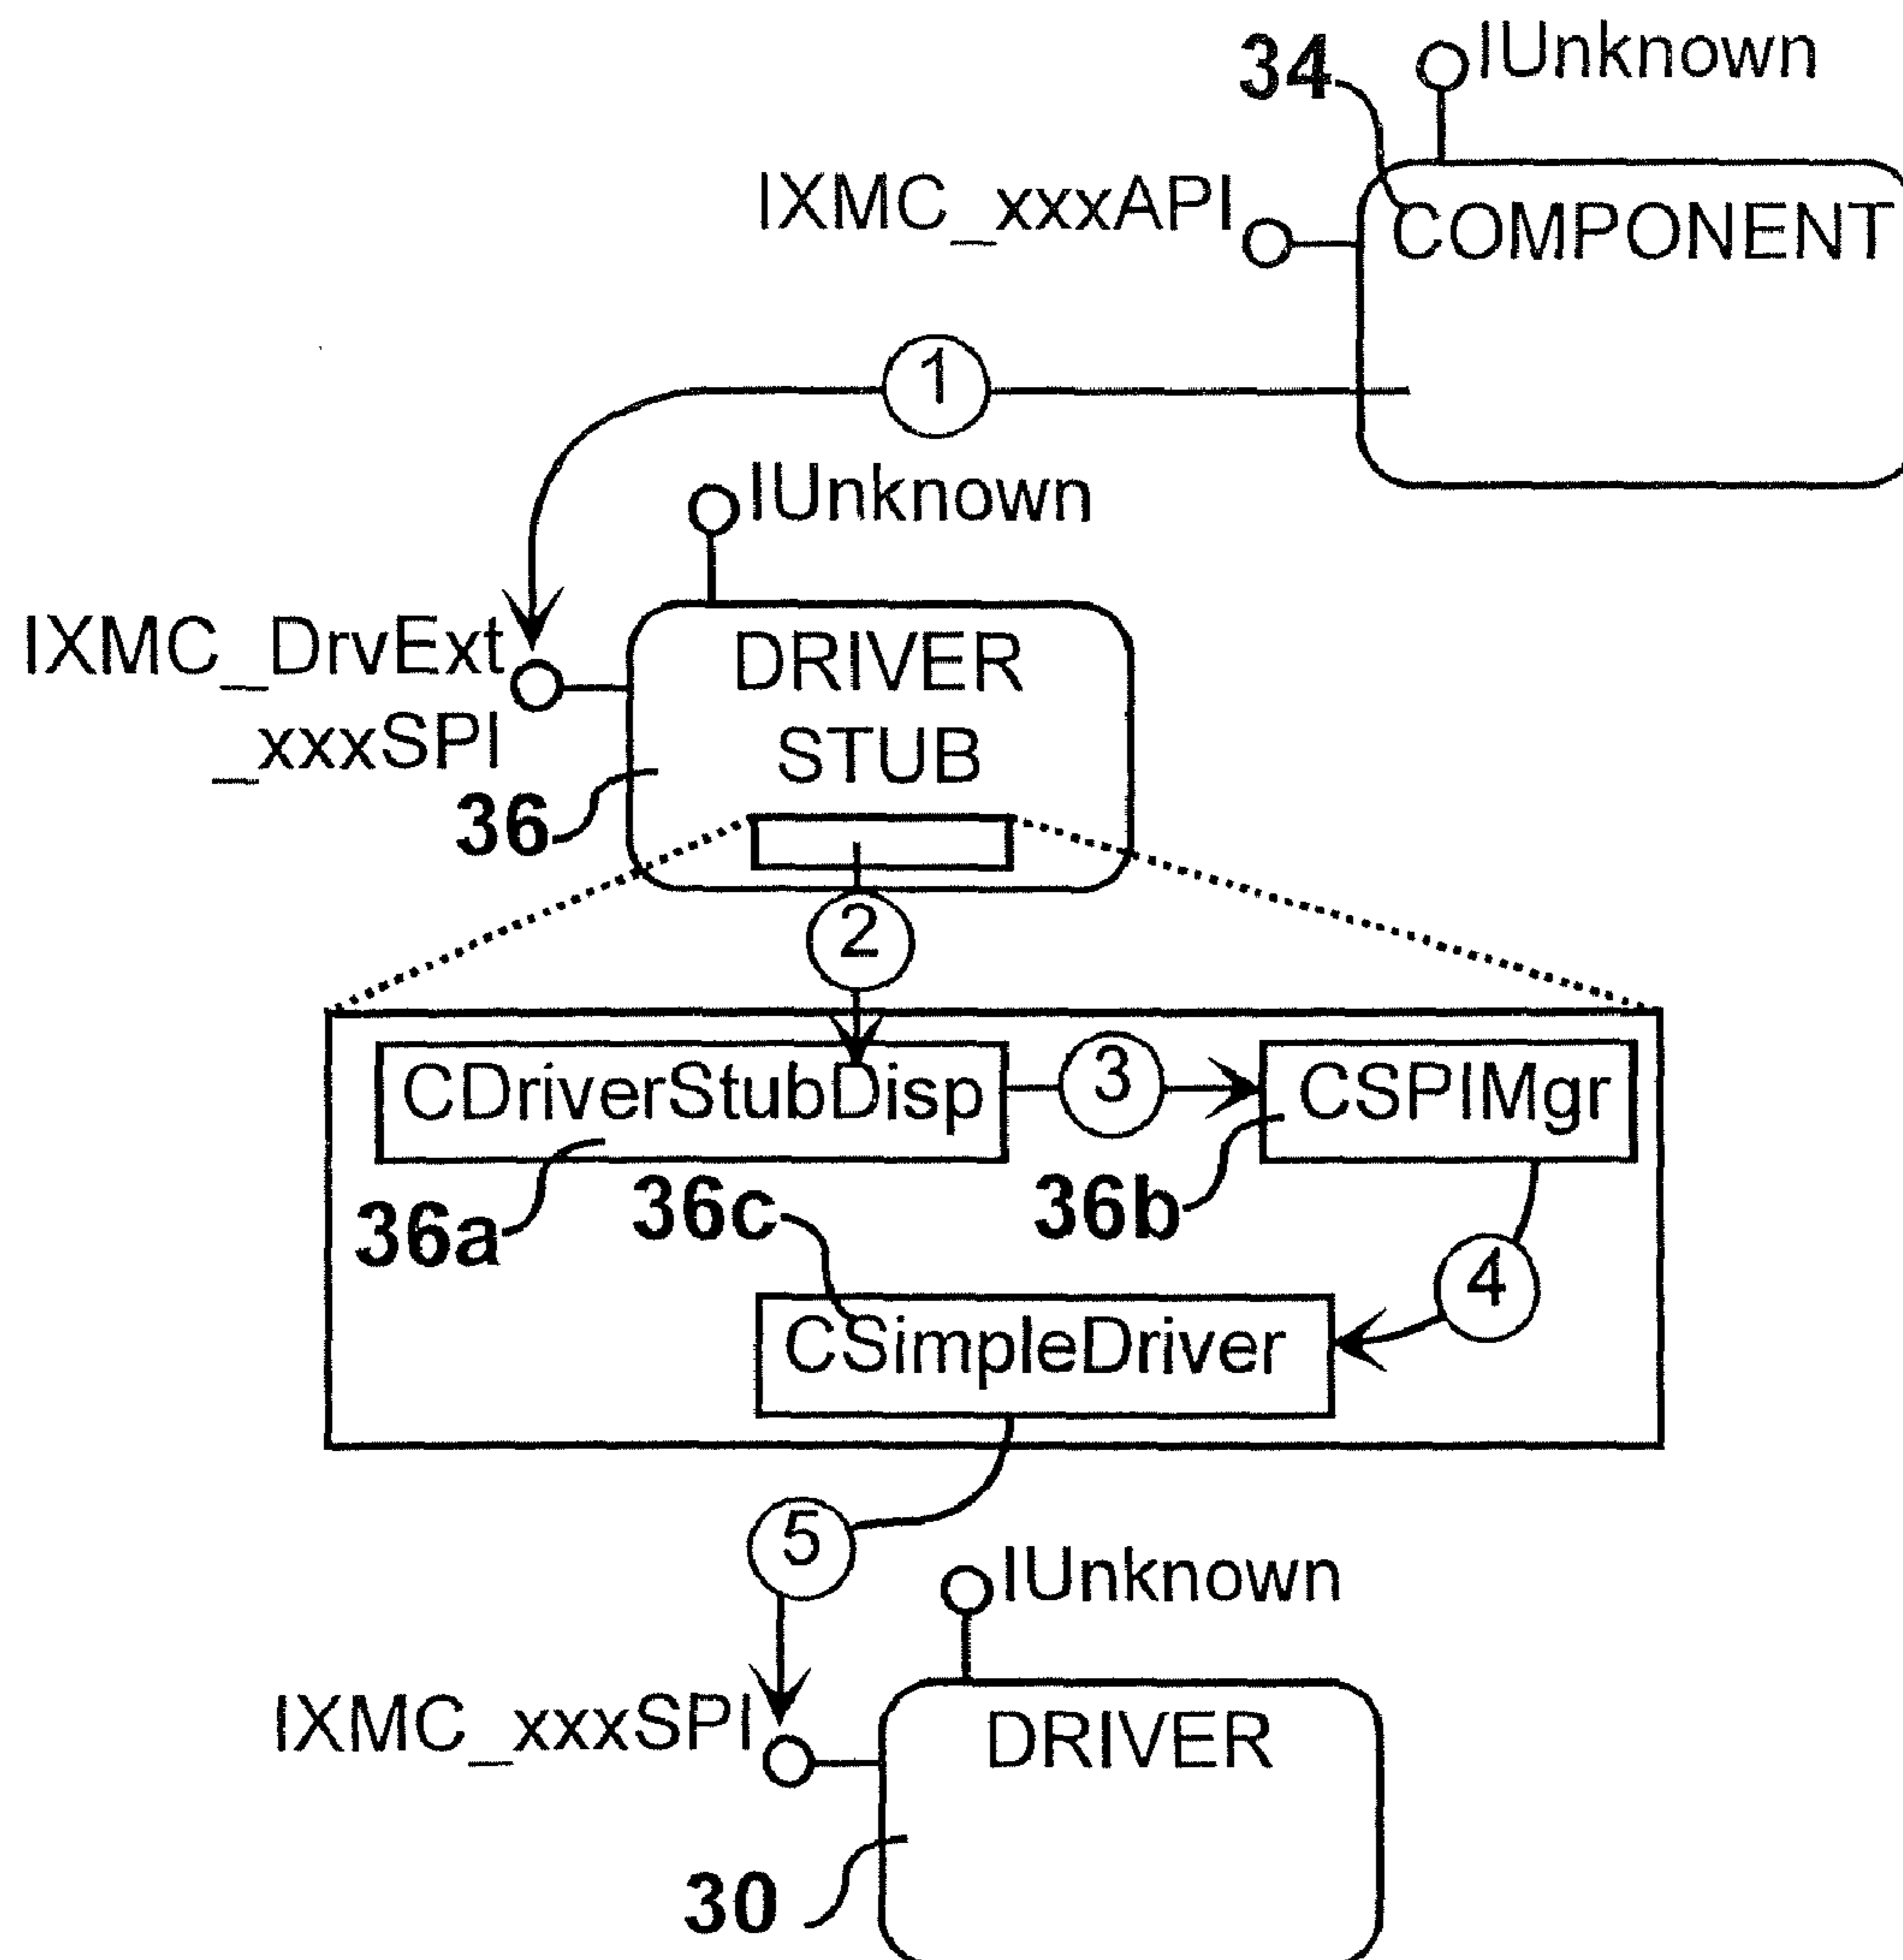 34
IUnknown
IXMC_xxxAPI
COMPONENT
1
IUnknown
IXMC_DrvExt
_xxxSPI
DRIVER
STUB
36
2
CDriverStubDisp
3
CSPIMgr
36a
36c
36b
4
CSimpleDriver
5
IUnknown
IXMC_xxxSPI
DRIVER
30